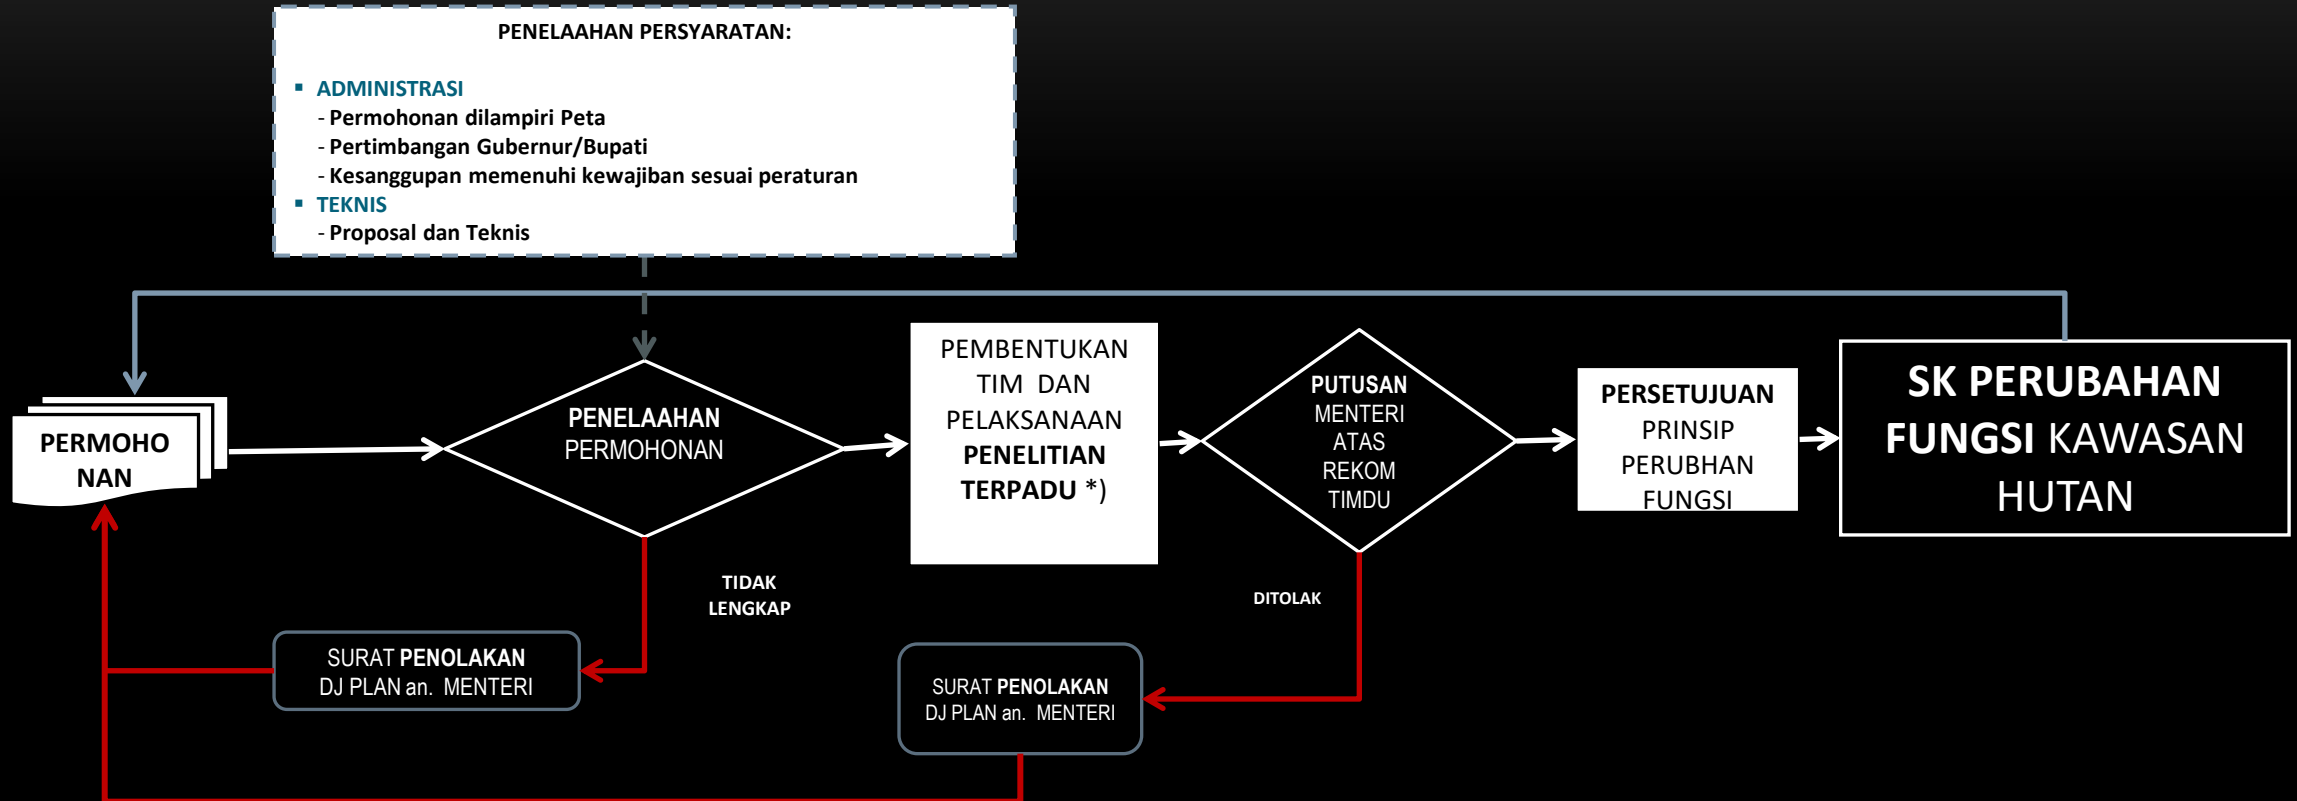 PENELAAHAN PERSYARATAN:
▪ ADMINISTRASI
- Permohonan dilampiri Peta
- Pertimbangan Gubernur/Bupati
- Kesanggupan memenuhi kewajiban sesuai peraturan
▪ TEKNIS
- Proposal dan Teknis
PERMOHO
NAN
PENELAAHAN
PERMOHONAN
PEMBENTUKAN
TIM DAN
PELAKSANAAN
PENELITIAN
TERPADU *)
PUTUSAN
MENTERI
ATAS
REKOM
TIMDU
PERSETUJUAN
PRINSIP
PERUBHAN
FUNGSI
SK PERUBAHAN
FUNGSI KAWASAN
HUTAN
TIDAK
LENGKAP
DITOLAK
SURAT PENOLAKAN
DJ PLAN an. MENTERI
SURAT PENOLAKAN
DJ PLAN an. MENTERI